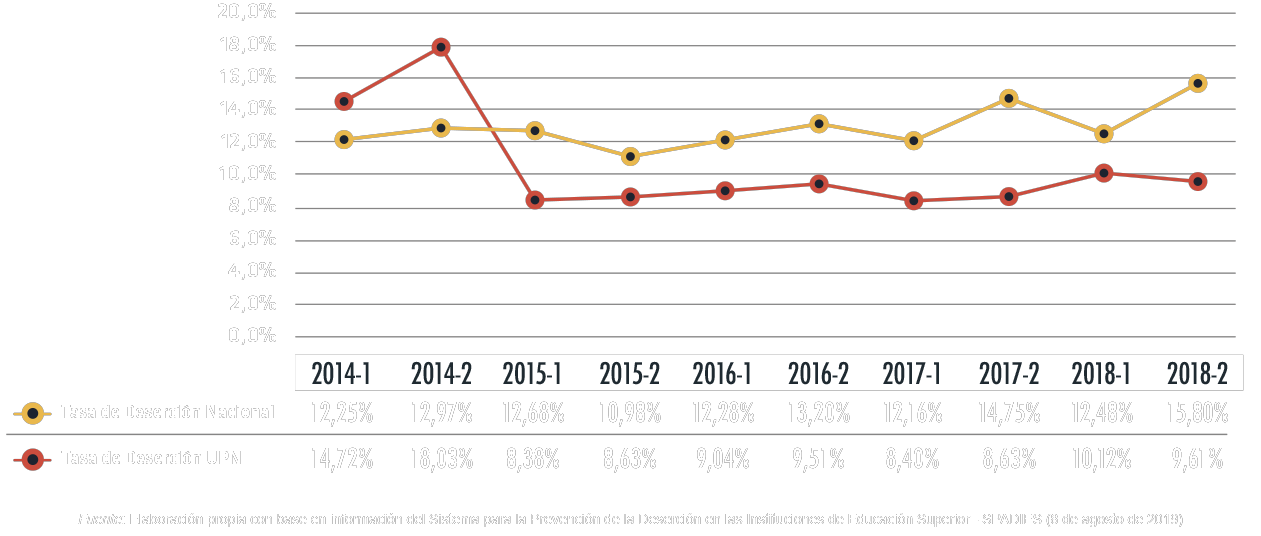 20,0%
18,0%
16,0%
14,0%
12,0%
10,0%
8,0%
6,0%
4,0%
2,0%
0,0%
2014-1 2014-2 2015-1 2015-2 2016-1 2016-2 2017-1 2017-2 2018-1 2018-2
Tasa de Deserción Nacional 12,25% 12,97% 12,68% 10,98% 12,28% 13,20% 12,16% 14,75% 12,48% 15,80%
Tasa de Deserción UPN 14,72% 18,03% 8,38% 8,63% 9,04% 9,51% 8,40% 8,63% 10,12% 9,61%
Fuente: Elaboración propia con base en información del Sistema para la Prevención de la Deserción en las Instituciones de Educación Superior - SPADIES (8 de agosto de 2019)